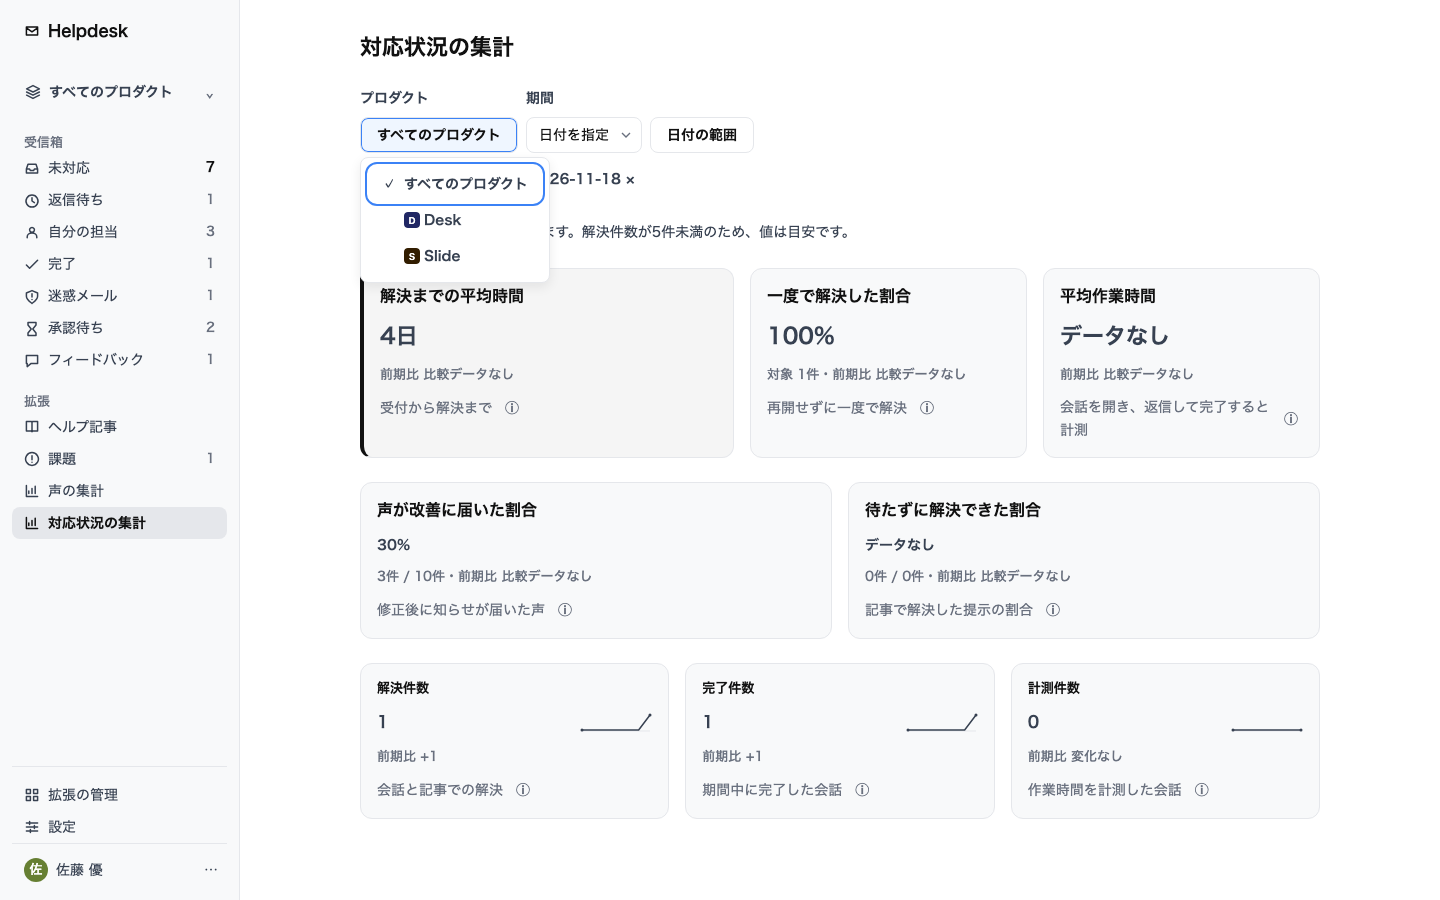 Helpdesk
すべてのプロダクト
受信箱
未対応 7
返信待ち 1
自分の担当 3
完了 1
迷惑メール 1
承認待ち 2
フィードバック 1
拡張
ヘルプ記事
課題 1
声の集計
対応状況の集計
拡張の管理
設定
佐 佐藤 優 …
対応状況の集計
プロダクト 期間
すべてのプロダクト 日付を指定 日付の範囲
✓ すべてのプロダクト
D Desk
S Slide
26-11-18 ×
ます。解決件数が5件未満のため、値は目安です。
解決までの平均時間
4日
前期比 比較データなし
受付から解決まで
一度で解決した割合
100%
対象 1件・前期比 比較データなし
再開せずに一度で解決
平均作業時間
データなし
前期比 比較データなし
会話を開き、返信して完了すると
計測
声が改善に届いた割合
30%
3件 / 10件・前期比 比較データなし
修正後に知らせが届いた声
待たずに解決できた割合
データなし
0件 / 0件・前期比 比較データなし
記事で解決した提示の割合
解決件数
1
前期比 +1
会話と記事での解決
完了件数
1
前期比 +1
期間中に完了した会話
計測件数
0
前期比 変化なし
作業時間を計測した会話